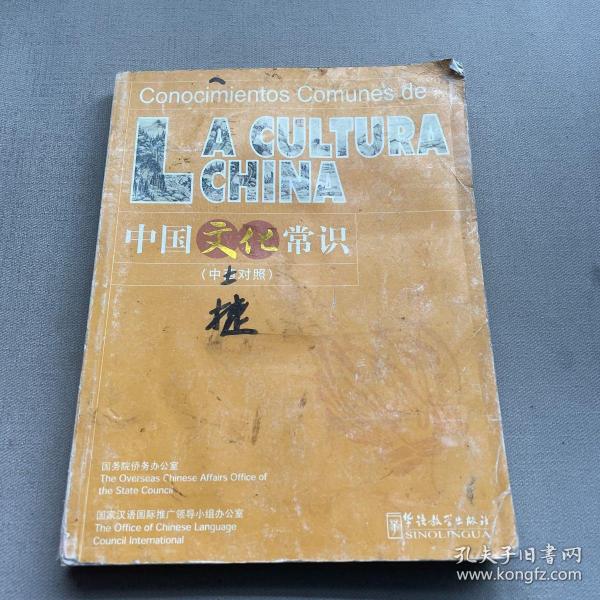 Conocimientos Comunes de
LA CULTURA
CHINA
中国文化常识
（中 对照）
捷
国务院侨务办公室
The Overseas Chinese Affairs Office of
the State Council
国家汉语国际推广领导小组办公室
The Office of Chinese Language
Council International
华语教学出版社
SINOLINGUA
孔夫子旧书网
www.kongfz.com